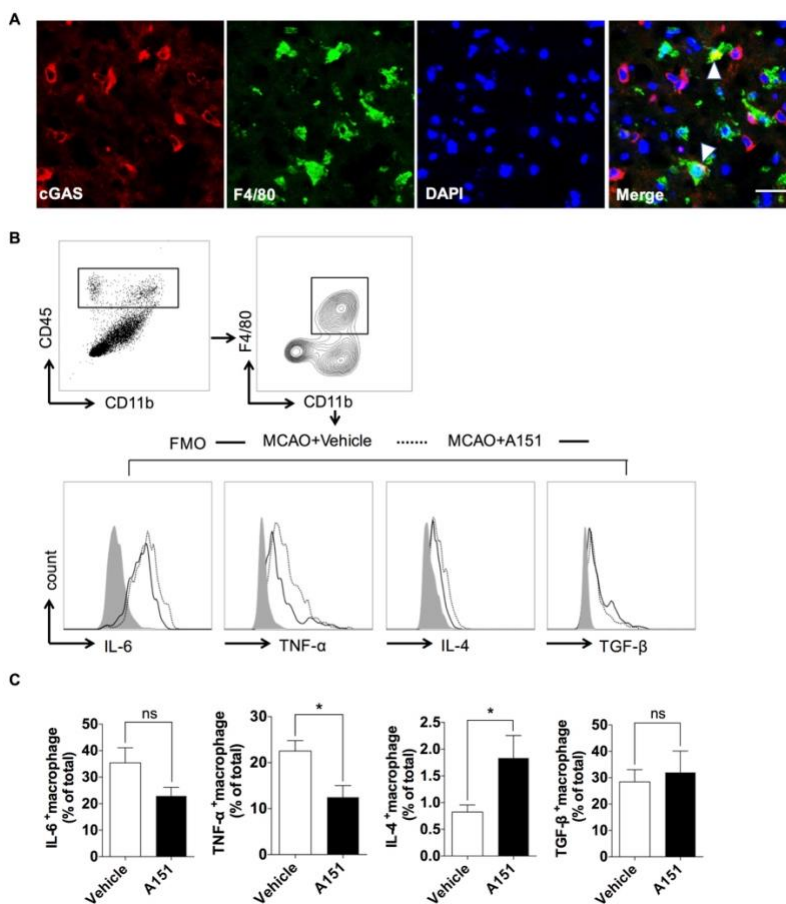 A
cGAS
F4/80
DAPI
Merge
B
CD45
CD11b
F4/80
CD11b
FMO
MCAO+Vehicle
MCAO+A151
count
IL-6
TNF-α
IL-4
TGF-β
C
IL-6 +macrophage
(% of total)
50
40
30
20
10
0
ns
Vehicle
A151
TNF-α +macrophage
(% of total)
30
20
10
0
*
Vehicle
A151
IL-4 +macrophage
(% of total)
2.5
2.0
1.5
1.0
0.5
0.0
*
Vehicle
A151
TGF-β +macrophage
(% of total)
50
40
30
20
10
0
ns
Vehicle
A151